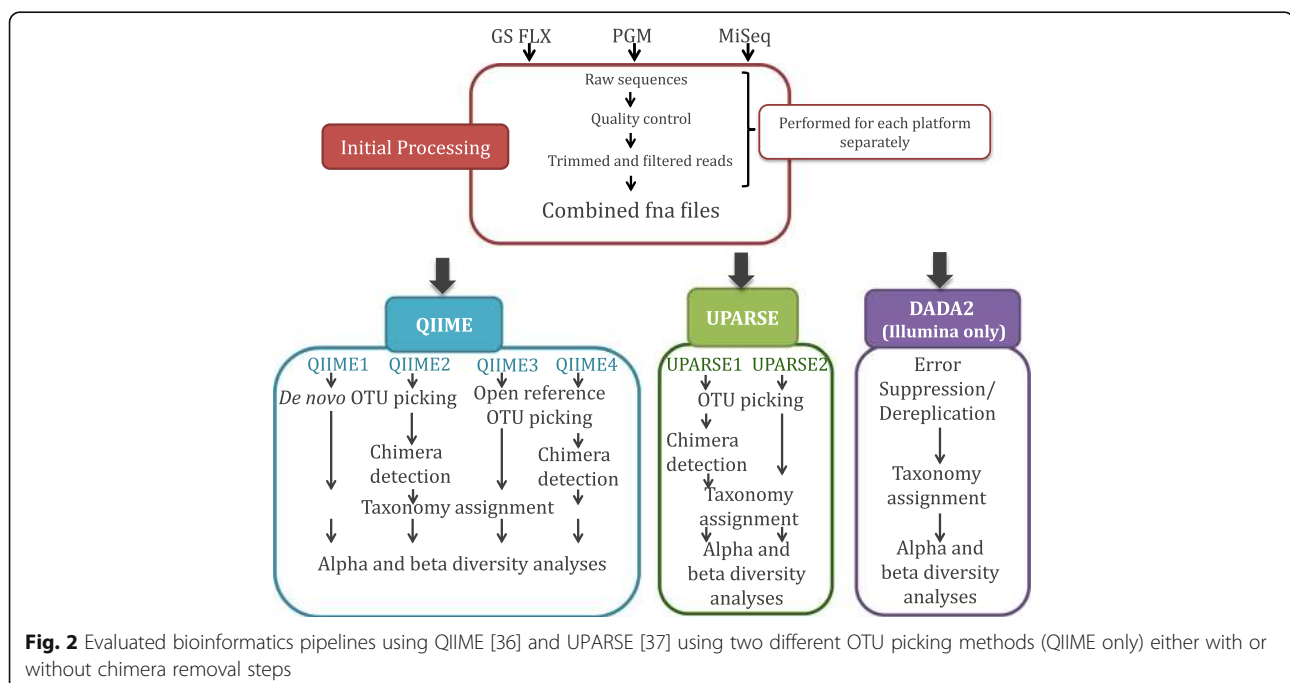 GS FLX
PGM
MiSeq
Raw sequences
Quality control
Trimmed and filtered reads
Combined fna files
Initial Processing
Performed for each platform
separately
QIIME
QIIME1
QIIME2
QIIME3
QIIME4
De novo OTU picking
Open reference
OTU picking
Chimera
detection
Chimera
detection
Taxonomy assignment
Alpha and beta diversity analyses
UPARSE
UPARSE1
UPARSE2
OTU picking
Chimera
detection
Taxonomy
assignment
Alpha and
beta diversity
analyses
DADA2
(Illumina only)
Error
Suppression/
Dereplication
Taxonomy
assignment
Alpha and
beta diversity
analyses
Fig. 2 Evaluated bioinformatics pipelines using QIIME [36] and UPARSE [37] using two different OTU picking methods (QIIME only) either with or
without chimera removal steps